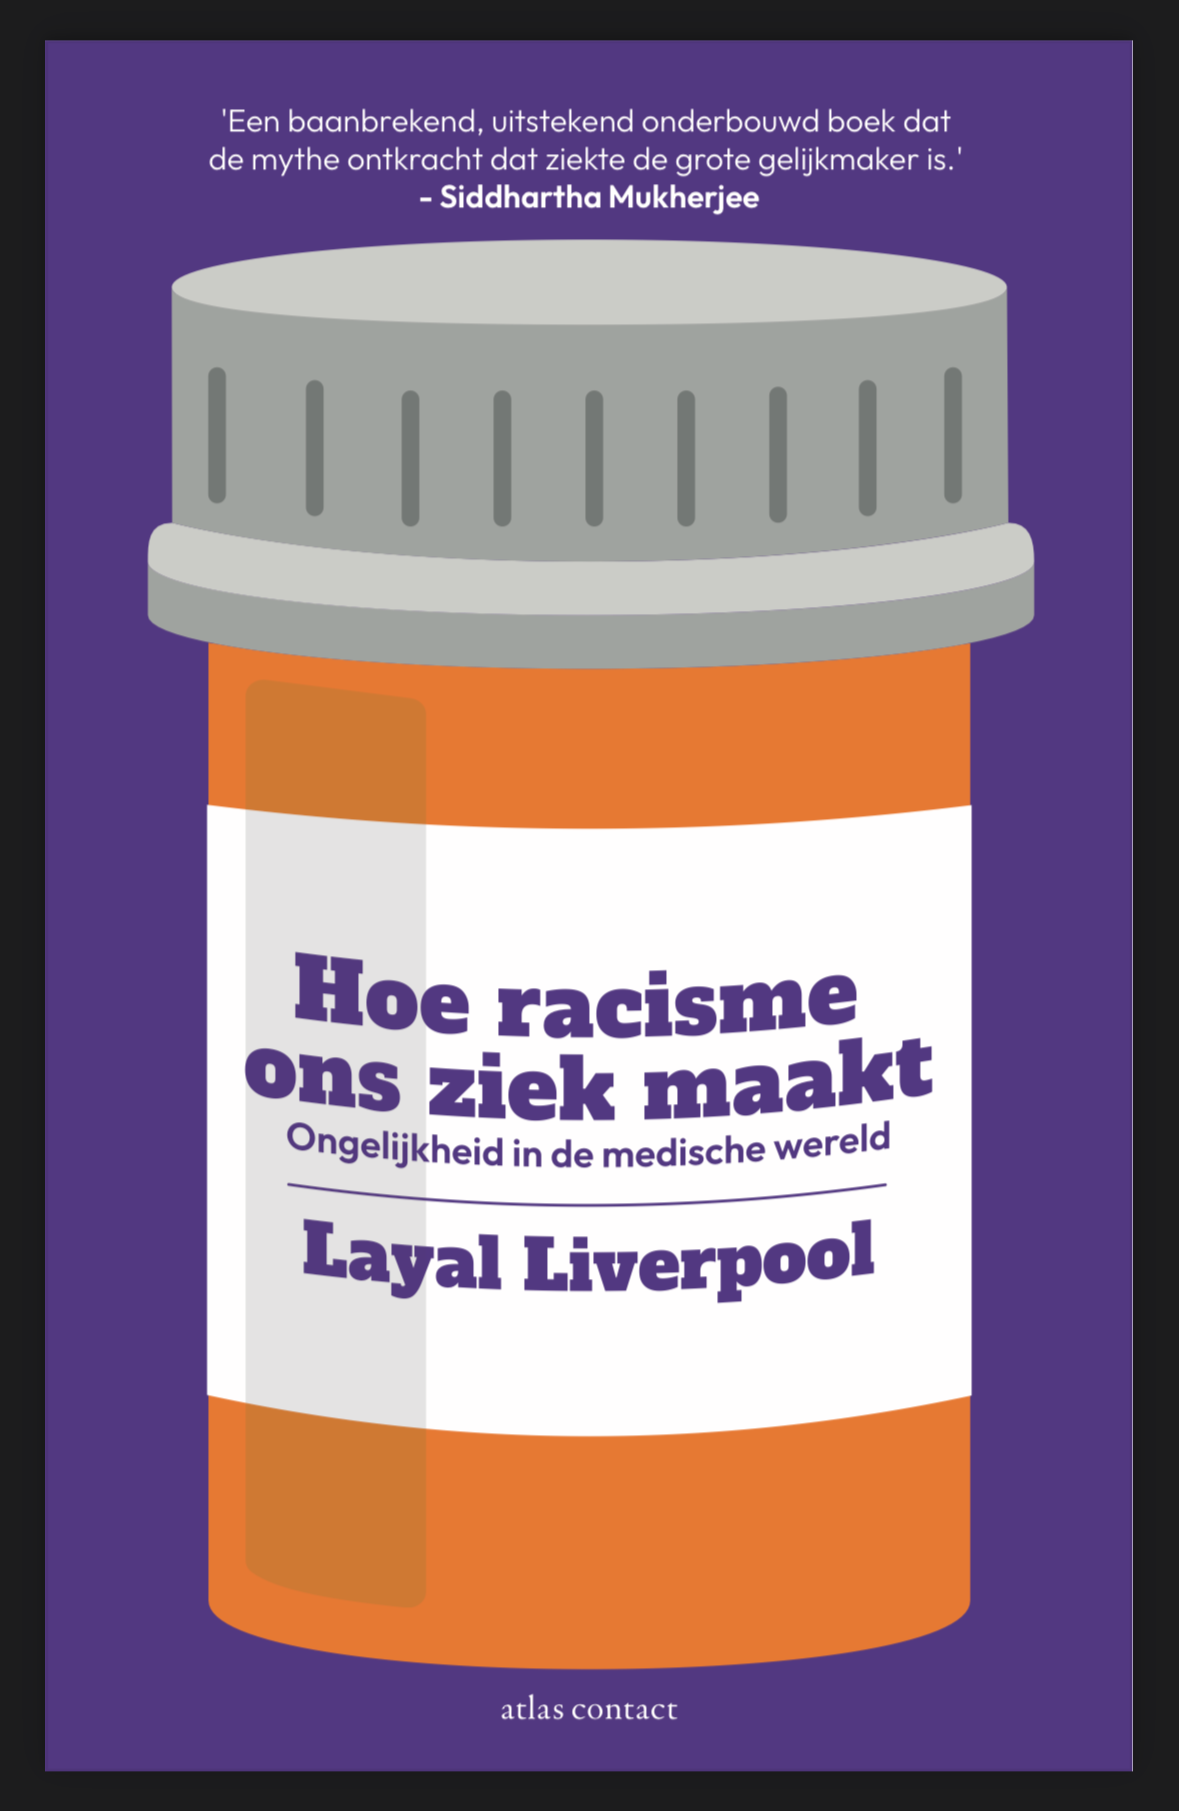 'Een baanbrekend, uitstekend onderbouwd boek dat
de mythe ontkracht dat ziekte de grote gelijkmaker is.'
- Siddhartha Mukherjee
Hoe racisme
ons ziek maakt
Ongelijkheid in de medische wereld
Layal Liverpool
atlas contact